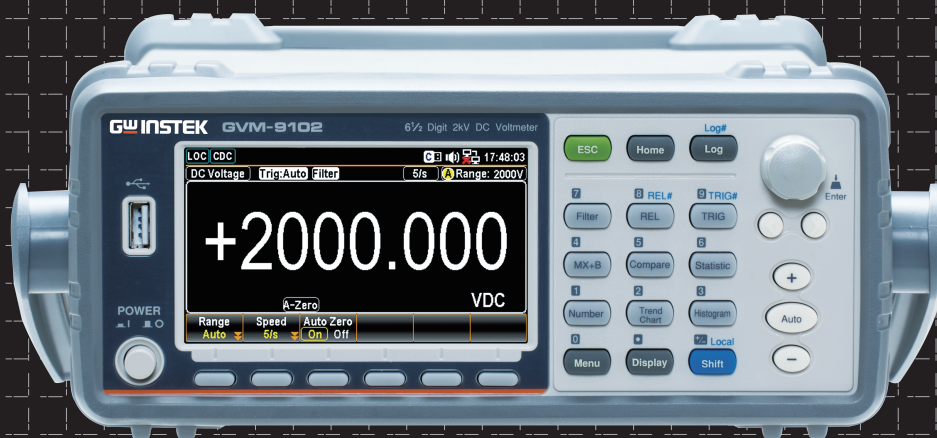 GW INSTEK GVM-9102 6½ Digit 2kV DC Voltmeter
LOC CDC C 17:48:03
DC Voltage Trig:Auto Filter 5/s A Range: 2000V
+2000.000
A-Zero VDC
Range Speed Auto Zero
Auto 5/s On Off
POWER
Log#
ESC Home Log
Enter
7 8 REL# 9 TRIG#
Filter REL TRIG
4 5 6
MX+B Compare Statistic
+
1 2 3
Number Trend Chart Histogram
Auto
0 Local
Menu Display Shift
−